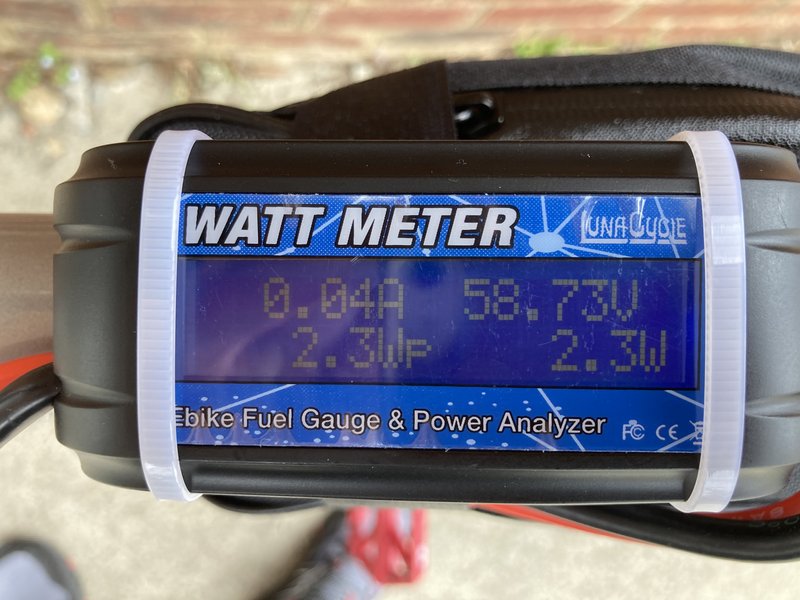 WATT METER LUNACYCLE
0.04A 58.73V
2.3Wp 2.3W
Ebike Fuel Gauge & Power Analyzer FC CE